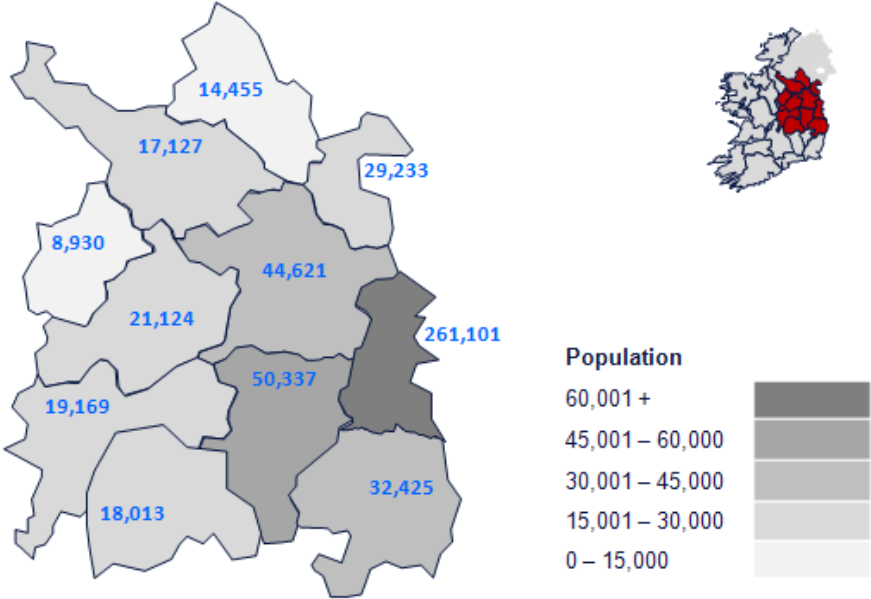 14,455
17,127
29,233
8,930
44,621
21,124
261,101
Population
50,337
60,001 +
19,169
45,001 – 60,000
32,425
30,001 – 45,000
18,013
15,001 – 30,000
0 – 15,000